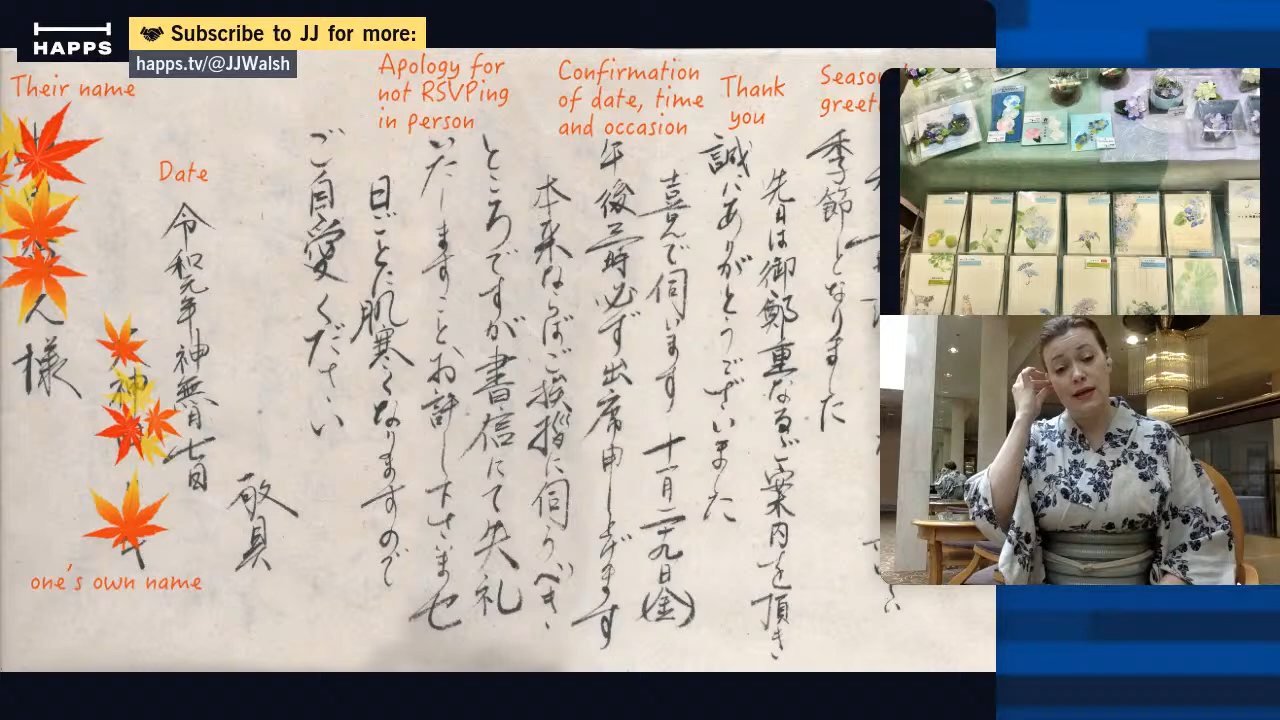 HAPPS
Subscribe to JJ for more:
happs.tv/@JJWalsh
Their name
Date
Apology for
not RSVPing
in person
Confirmation
of date, time
and occasion
Thank
you
季節となりました
先日は御鄭重なるご案内を頂き
誠にありがとうございました
喜んで伺います 十一月二十九日(金)
午後三時必ず出席申し上げます
本来ならばご挨拶に伺うべき
ところですが書信にて失礼
いたしますことお許し下さいませ
日ごとに肌寒くなりますので
ご自愛ください
敬具
令和元年神無月七日
様
one's own name